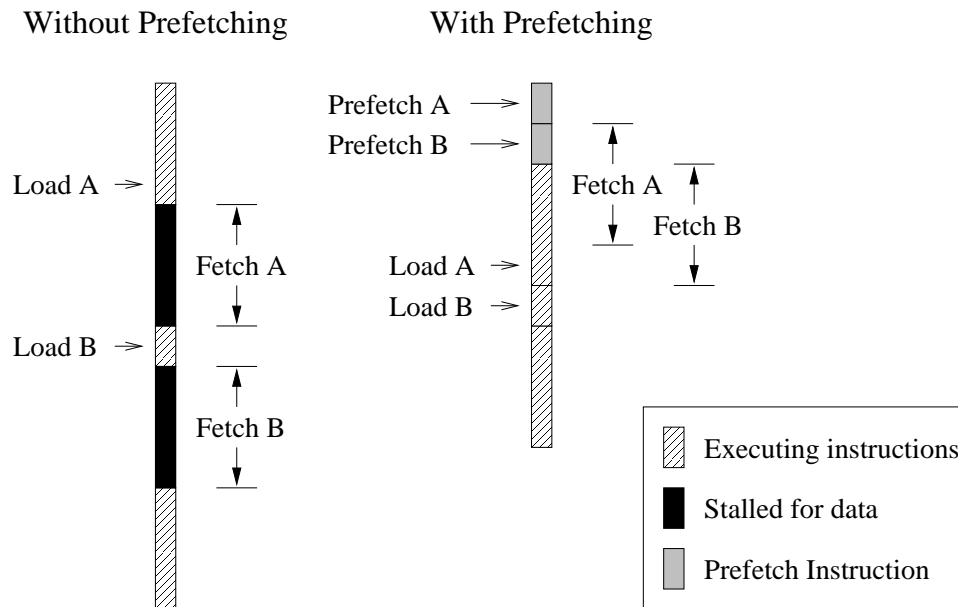 Without Prefetching
With Prefetching
Load A
Fetch A
Load B
Fetch B
Prefetch A
Prefetch B
Fetch A
Fetch B
Load A
Load B
Executing instructions
Stalled for data
Prefetch Instruction